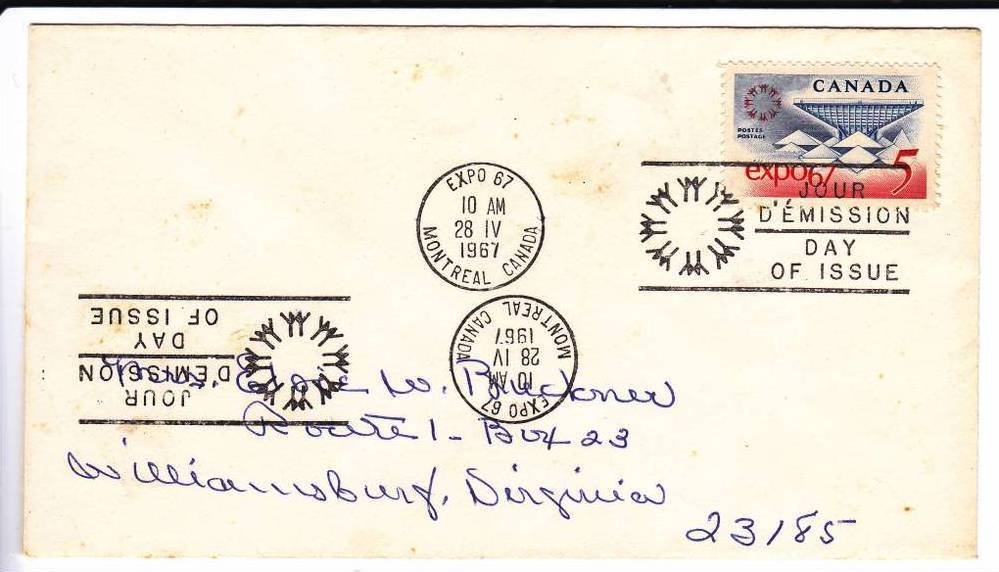 CANADA
POSTES
POSTAGE
expo67
5
EXPO 67
10 AM
28 IV
1967
MONTREAL CANADA
JOUR
D'ÉMISSION
DAY
OF ISSUE
EXPO 67
10 AM
28 IV
1967
MONTREAL CANADA
JOUR
D'ÉMISSION
DAY
OF ISSUE
Mrs. W. Buckner
Route 1 - Box 23
Williamsburg, Virginia
23185